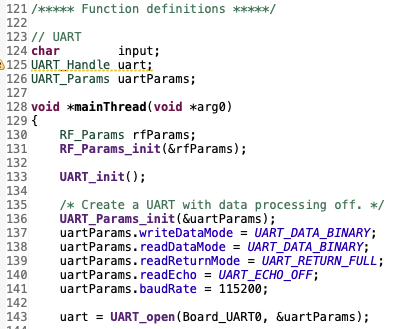 121 /***** Function definitions *****/
122
123 // UART
124 char        input;
125 UART_Handle uart;
126 UART_Params uartParams;
127
128 void *mainThread(void *arg0)
129 {
130     RF_Params rfParams;
131     RF_Params_init(&rfParams);
132
133     UART_init();
134
135     /* Create a UART with data processing off. */
136     UART_Params_init(&uartParams);
137     uartParams.writeDataMode = UART_DATA_BINARY;
138     uartParams.readDataMode = UART_DATA_BINARY;
139     uartParams.readReturnMode = UART_RETURN_FULL;
140     uartParams.readEcho = UART_ECHO_OFF;
141     uartParams.baudRate = 115200;
142
143     uart = UART_open(Board_UART0, &uartParams);